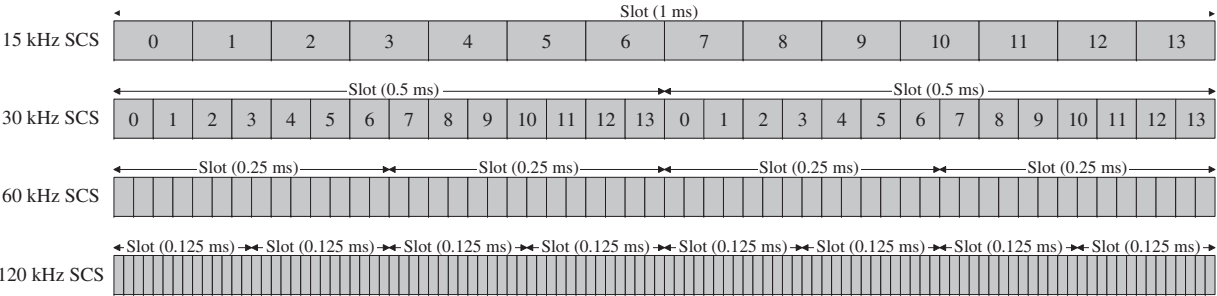 Slot (1 ms)
15 kHz SCS 0 1 2 3 4 5 6 7 8 9 10 11 12 13
Slot (0.5 ms) Slot (0.5 ms)
30 kHz SCS 0 1 2 3 4 5 6 7 8 9 10 11 12 13 0 1 2 3 4 5 6 7 8 9 10 11 12 13
Slot (0.25 ms) Slot (0.25 ms) Slot (0.25 ms) Slot (0.25 ms)
60 kHz SCS
Slot (0.125 ms) Slot (0.125 ms) Slot (0.125 ms) Slot (0.125 ms) Slot (0.125 ms) Slot (0.125 ms) Slot (0.125 ms) Slot (0.125 ms)
120 kHz SCS